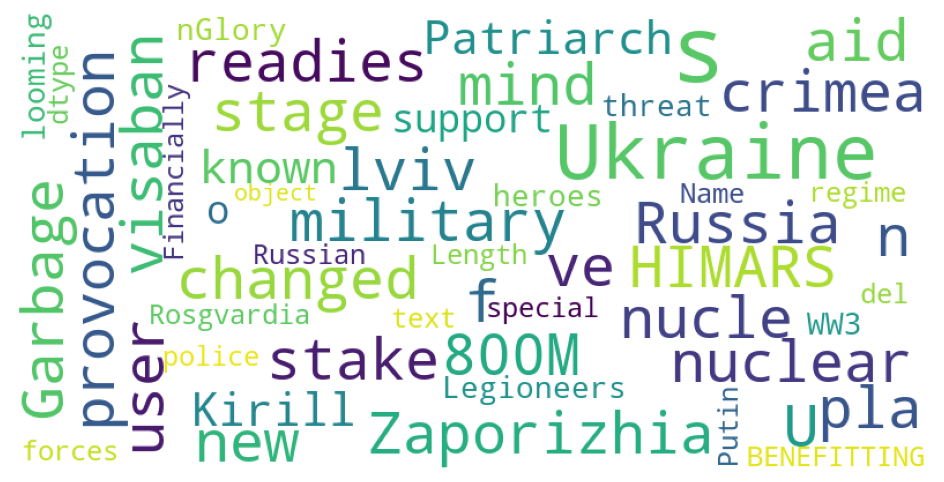 looming
dtype
nGlory
readies
Patriarch
s
aid
provocation
visaban
Financially
stage
mind
support
threat
crimea
Ukraine
known
lviv
object
heroes
Name
regime
Garbage
o
military
Russia
n
Russian
Length
ve
HIMARS
changed
f
special
del
Rosgvardia
text
nucle
WW3
user
police
stake
800M
nuclear
Legioneers
Kirill
new
Zaporizhia
Putin
U
pla
forces
BENEFITTING